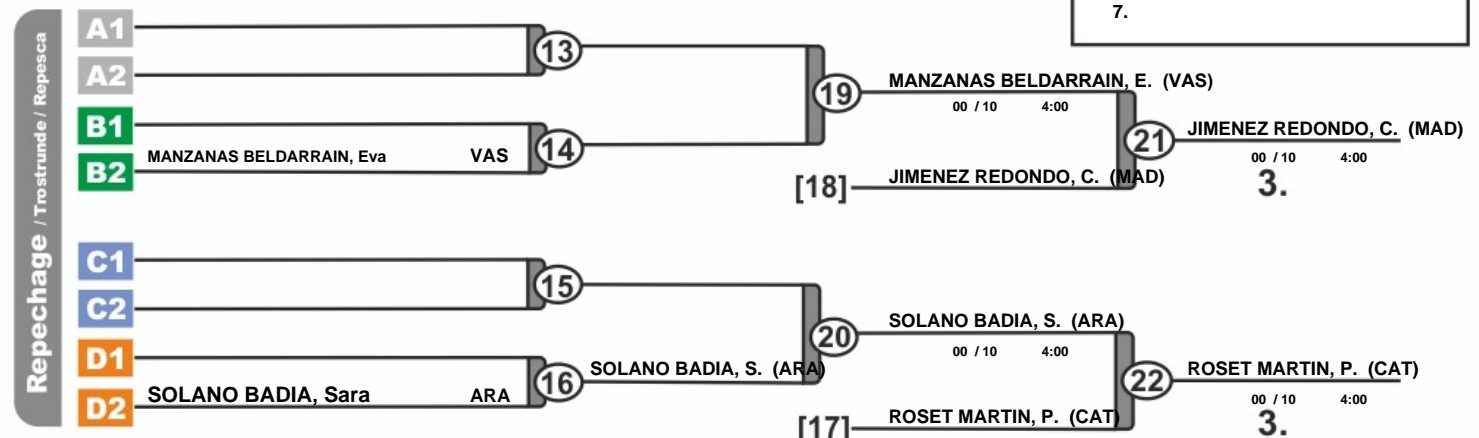 7.
Repechage / Trostrunde / Repesca
A1
13
A2
19
MANZANAS BELDARRAIN, E. (VAS)
00 / 10 4:00
B1
14
B2 MANZANAS BELDARRAIN, Eva VAS
21
JIMENEZ REDONDO, C. (MAD)
00 / 10 4:00
3.
[18] JIMENEZ REDONDO, C. (MAD)
C1
15
C2
20
SOLANO BADIA, S. (ARA)
00 / 10 4:00
D1
16
SOLANO BADIA, S. (ARA)
D2 SOLANO BADIA, Sara ARA
22
ROSET MARTIN, P. (CAT)
00 / 10 4:00
3.
[17] ROSET MARTIN, P. (CAT)